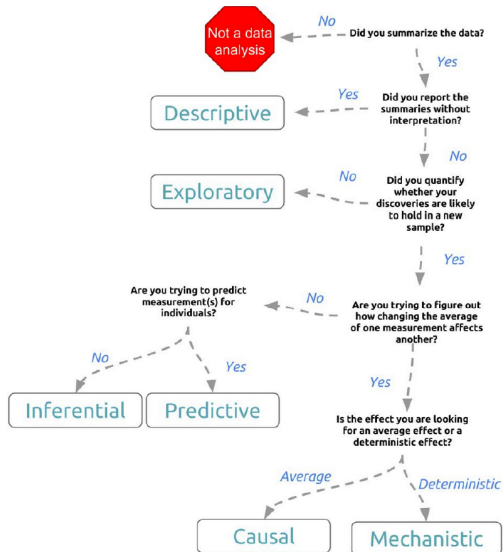 Not a data
analysis
No
Did you summarize the data?
Yes
Did you report the
summaries without
interpretation?
Yes
Descriptive
No
Did you quantify
whether your
discoveries are likely
to hold in a new
sample?
No
Exploratory
Yes
Are you trying to figure out
how changing the average
of one measurement affects
another?
No
Are you trying to predict
measurement(s) for
individuals?
No
Yes
Inferential
Predictive
Yes
Is the effect you are looking
for an average effect or a
deterministic effect?
Average
Deterministic
Causal
Mechanistic